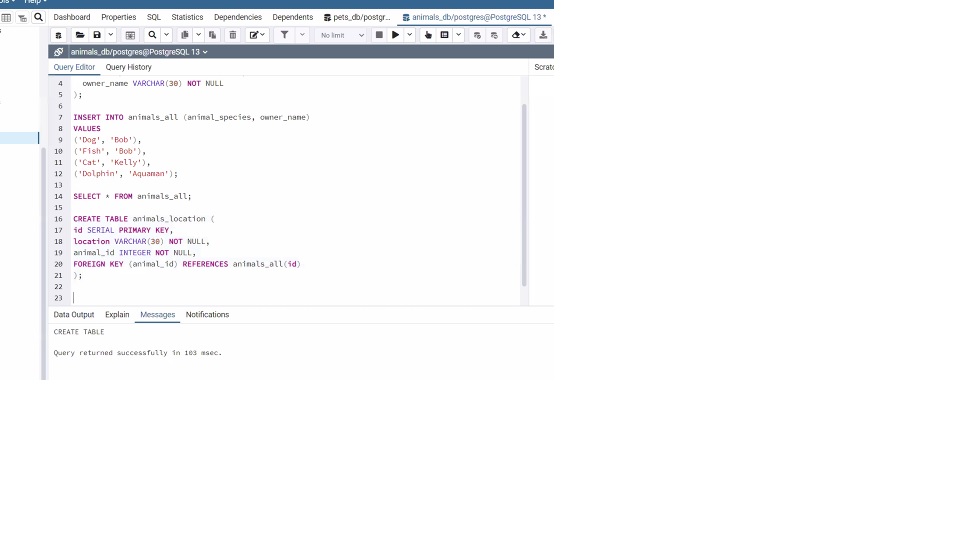 Help
Dashboard Properties SQL Statistics Dependencies Dependents pets_db/postgr... animals_db/postgres@PostgreSQL 13 *
No limit
animals_db/postgres@PostgreSQL 13
Query Editor Query History
4 owner_name VARCHAR(30) NOT NULL
5 );
6
7 INSERT INTO animals_all (animal_species, owner_name)
8 VALUES
9 ('Dog', 'Bob'),
10 ('Fish', 'Bob'),
11 ('Cat', 'Kelly'),
12 ('Dolphin', 'Aquaman');
13
14 SELECT * FROM animals_all;
15
16 CREATE TABLE animals_location (
17 id SERIAL PRIMARY KEY,
18 location VARCHAR(30) NOT NULL,
19 animal_id INTEGER NOT NULL,
20 FOREIGN KEY (animal_id) REFERENCES animals_all(id)
21 );
22
23
Data Output Explain Messages Notifications
CREATE TABLE
Query returned successfully in 103 msec.